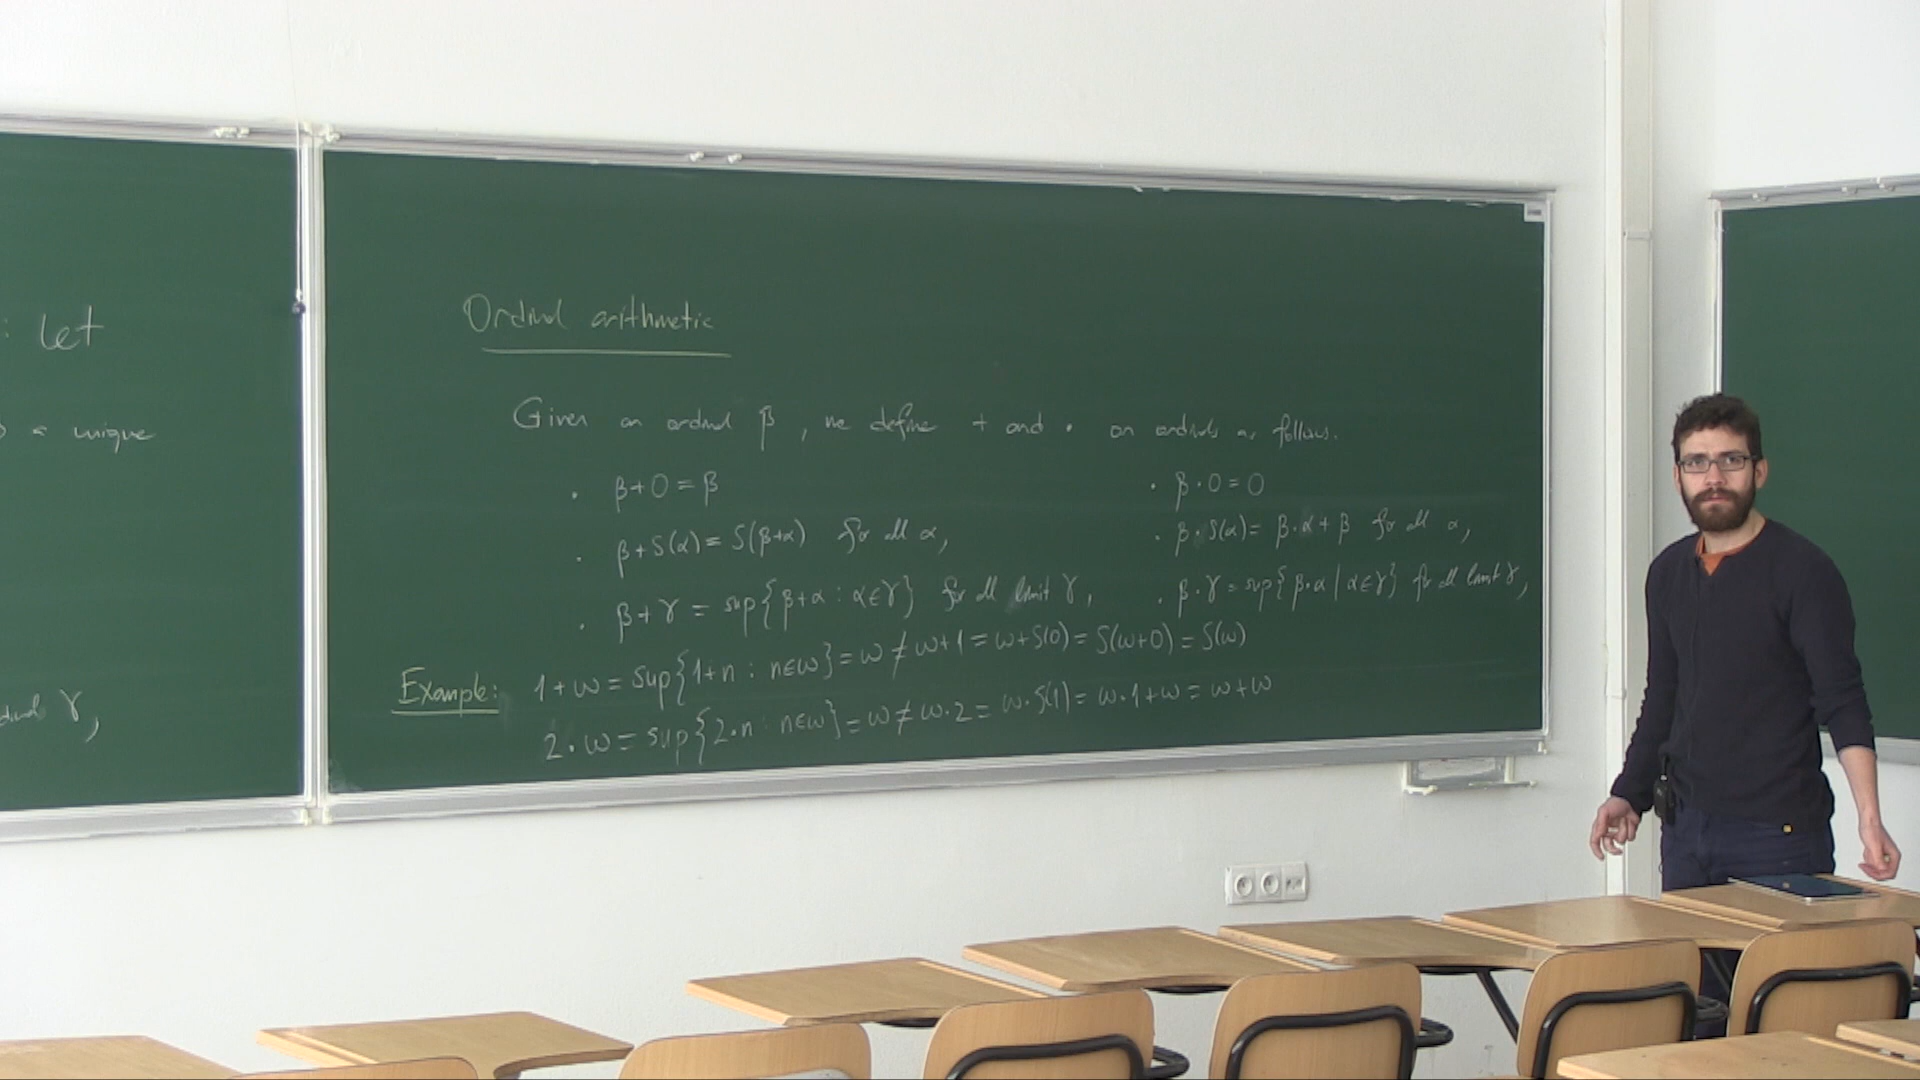 : Let
a unique
γ,
Ordinal arithmetic
Given an ordinal β, we define + and · on ordinals as follows.
· β+0=β
· β+S(α)=S(β+α) for all α,
· β+γ = sup{β+α : α∈γ} for all limit γ,
· β·0=0
· β·S(α)= β·α+β for all α,
· β·γ = sup{β·α | α∈γ} for all limit γ,
Example: 1+ω = sup{1+n : n∈ω} = ω ≠ ω+1 = ω+S(0) = S(ω+0) = S(ω)
2·ω = sup{2·n : n∈ω} = ω ≠ ω·2 = ω·S(1) = ω·1+ω = ω+ω